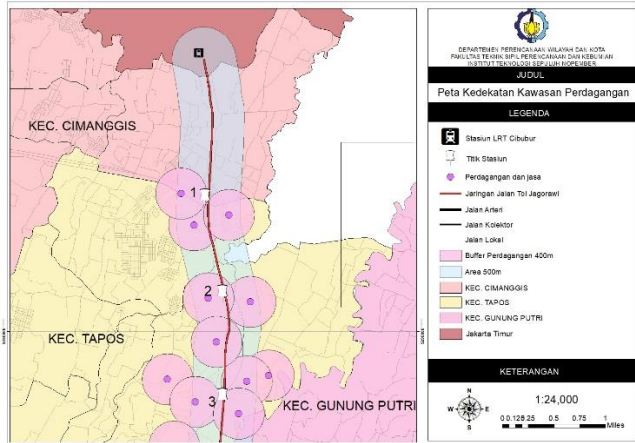 KEC. CIMANGGIS
1
2
KEC. TAPOS
3
KEC. GUNUNG PUTRI
DEPARTEMEN PERENCANAAN WILAYAH DAN KOTA
FAKULTAS TEKNIK SIPIL PERENCANAAN DAN KEBUMIAN
INSTITUT TEKNOLOGI SEPULUH NOPEMBER
JUDUL
Peta Kedekatan Kawasan Perdagangan
LEGENDA
Stasiun LRT Cibubur
Titik Stasiun
Perdagangan dan jasa
Jaringan Jalan Tol Jagorawi
Jalan Arteri
Jalan Kolektor
Jalan Lokal
Buffer Perdagangan 400m
Area 500m
KEC. CIMANGGIS
KEC. TAPOS
KEC. GUNUNG PUTRI
Jakarta Timur
KETERANGAN
N
W E
S
1:24,000
0 0.125 0.25 0.5 0.75 1
Miles